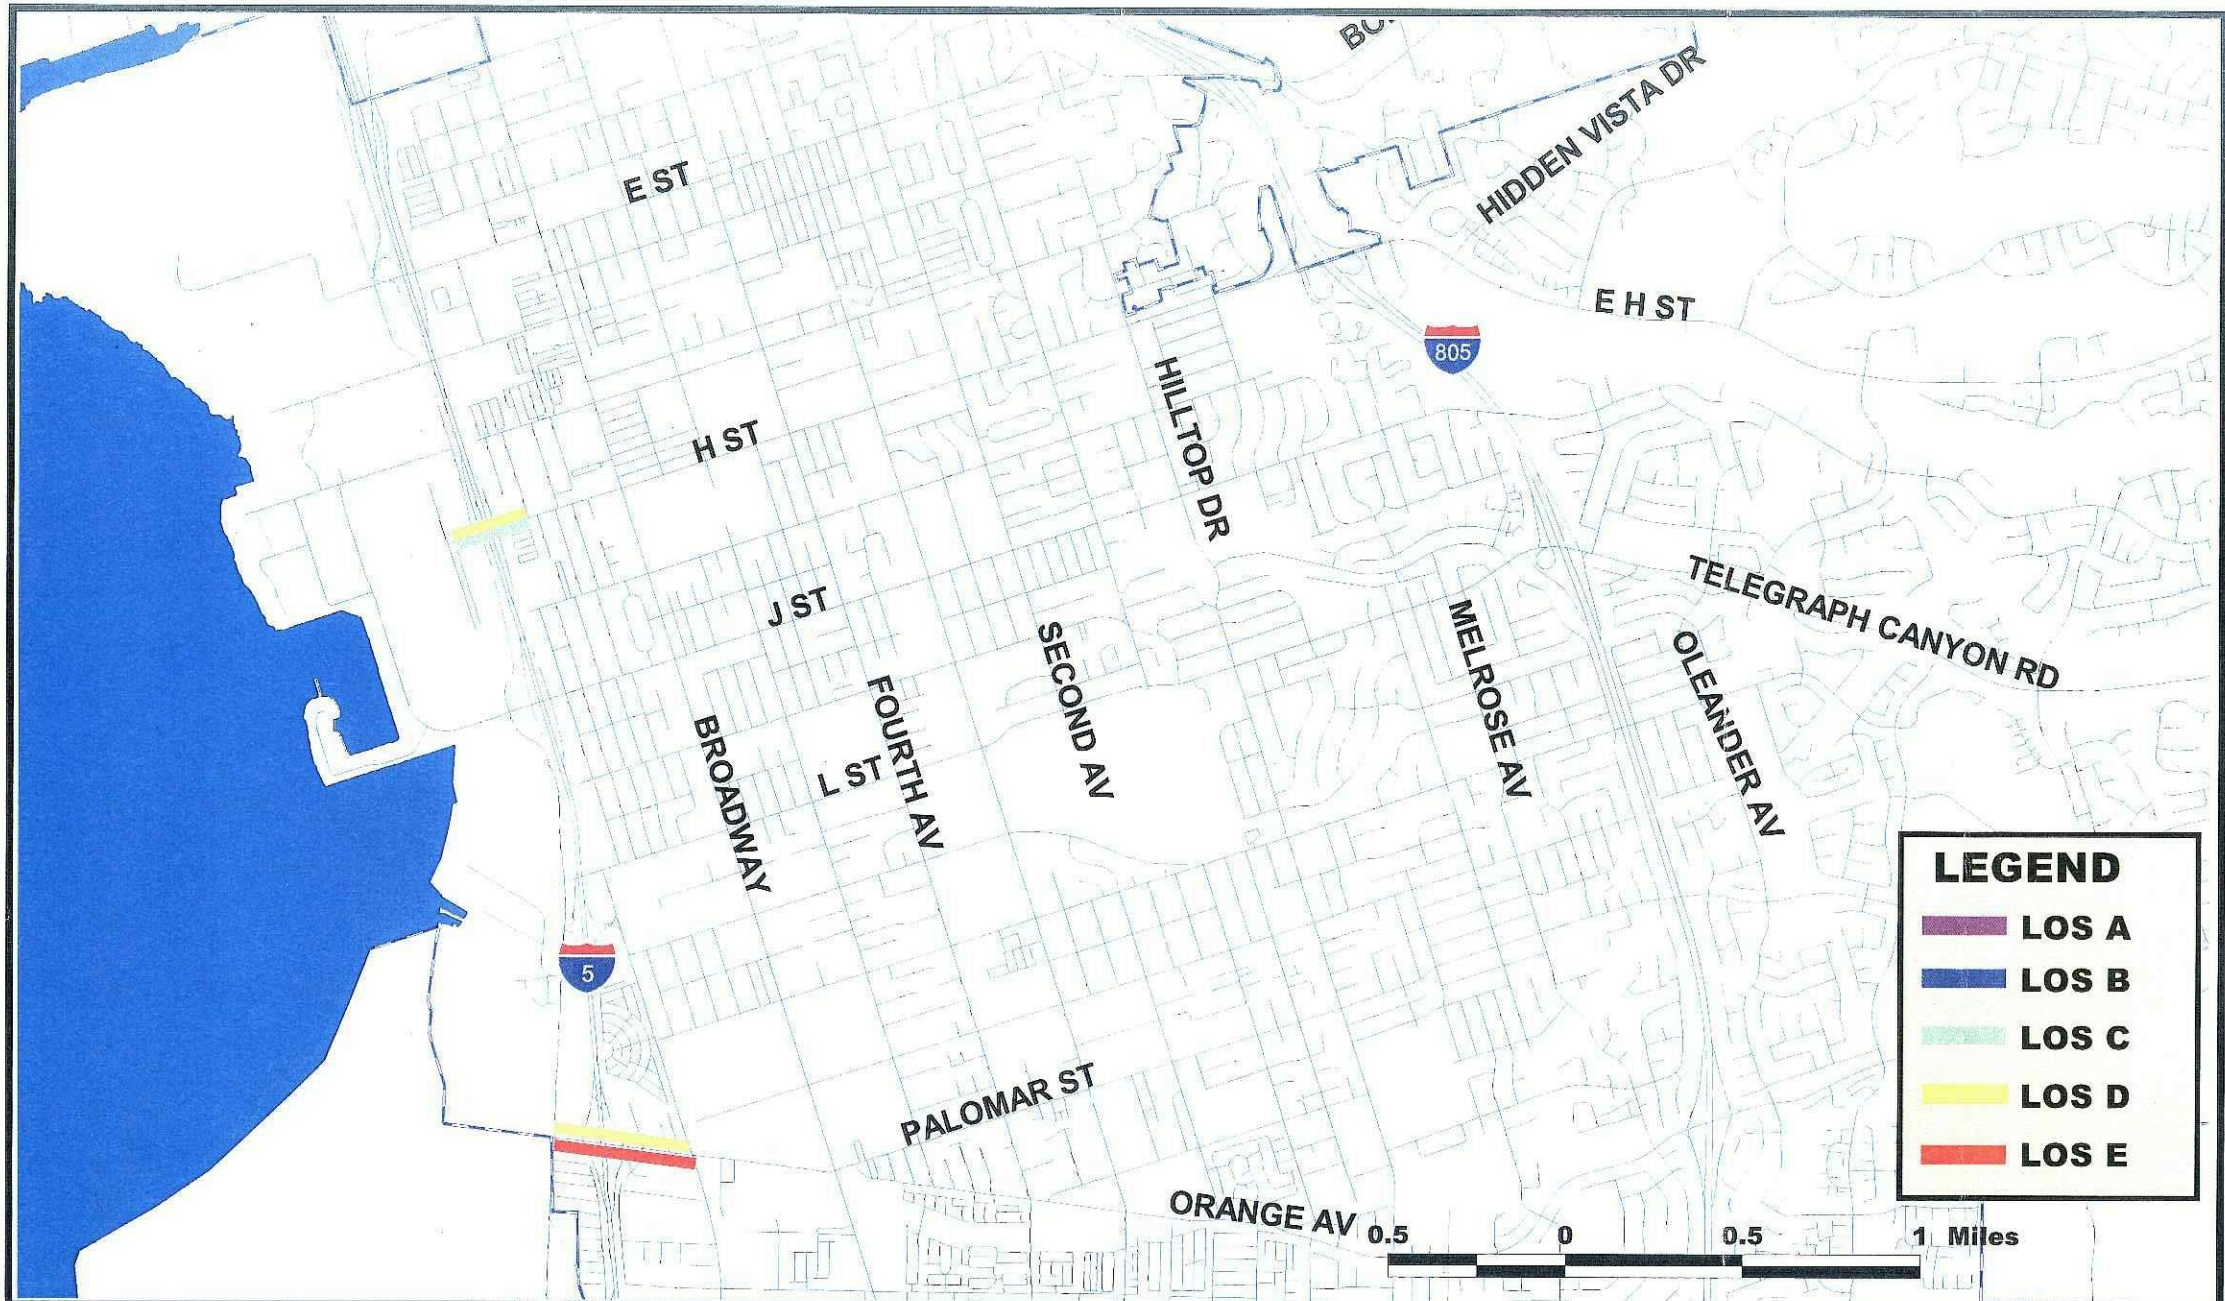 BO
HIDDEN VISTA DR
E ST
E H ST
805
H ST
HILLTOP DR
TELEGRAPH CANYON RD
J ST
SECOND AV
MELROSE AV
OLEANDER AV
FOURTH AV
BROADWAY
L ST
5
PALOMAR ST
ORANGE AV
LEGEND
LOS A
LOS B
LOS C
LOS D
LOS E
0.5 0 0.5 1 Miles